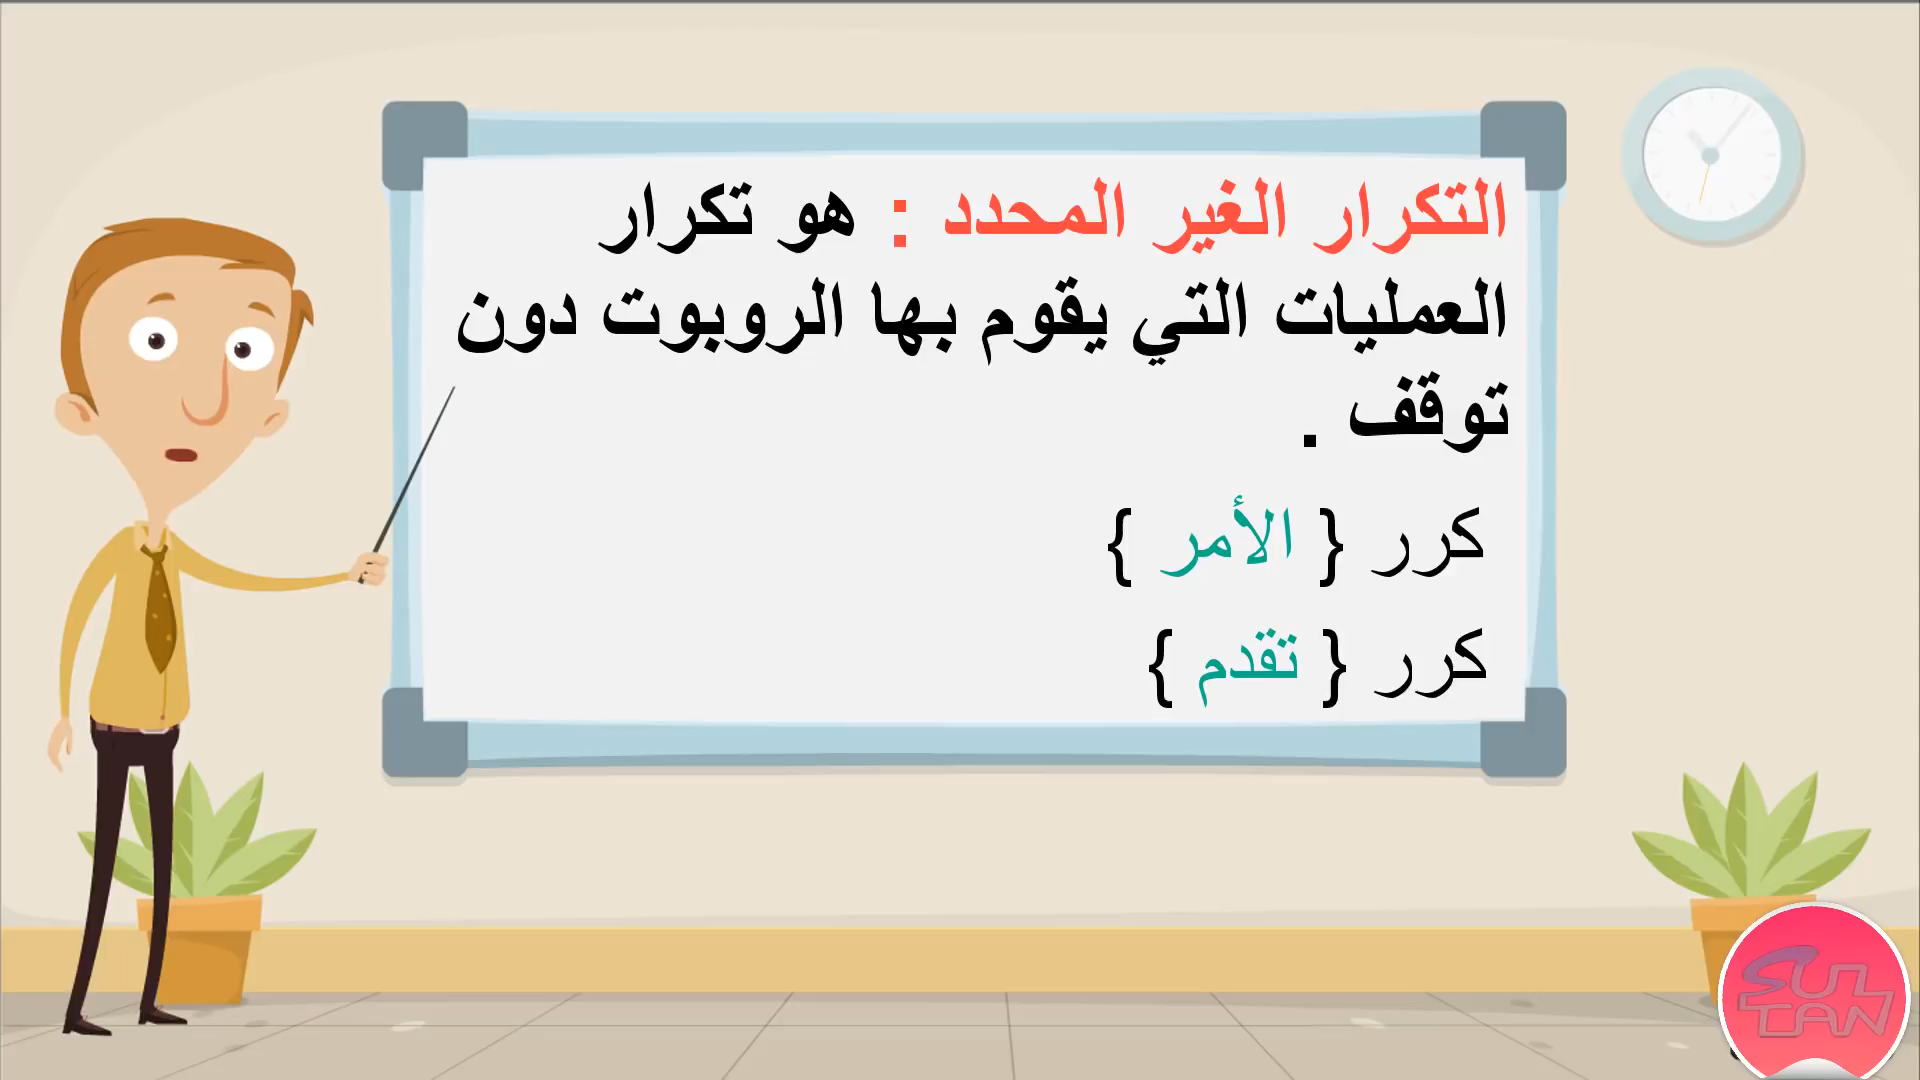 التكرار الغير المحدد : هو تكرار
العمليات التي يقوم بها الروبوت دون
توقف .
كرر { الأمر }
كرر { تقدم }
SULTAN